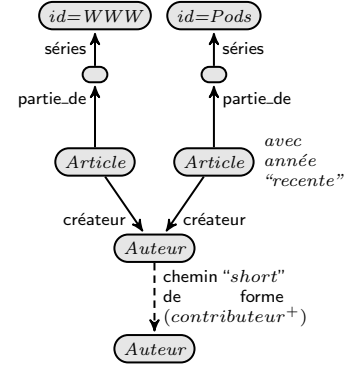 id=WWW id=Pods
séries séries
partie_de partie_de
avec
année
Article Article
“recente”
créateur créateur
Auteur
chemin “short”
de forme
(contributeur⁺)
Auteur